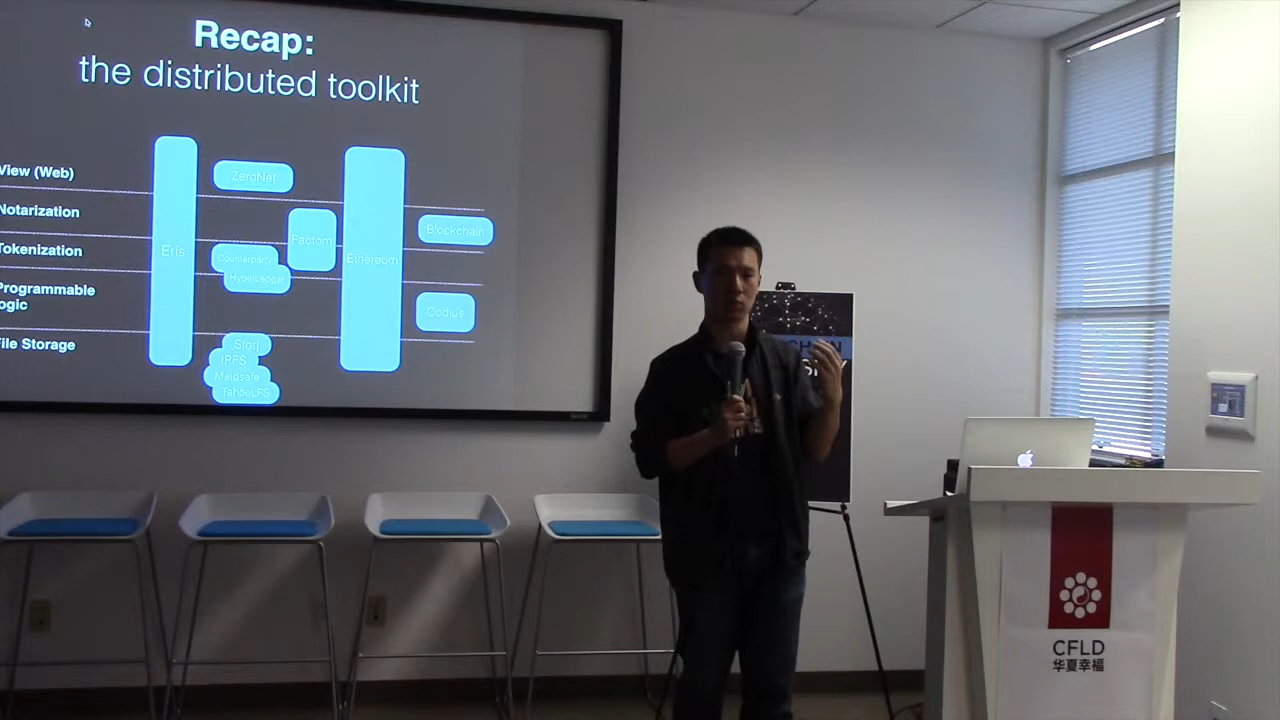 Recap:
the distributed toolkit
View (Web)
Notarization
Tokenization
Programmable
ogic
File Storage
Eris
ZeroNet
Factom
Counterparty
HyperLedger
Storj
IPFS
Maidsafe
TahoeLFS
Ethereum
Blockchain
Codius
CFLD
华夏幸福